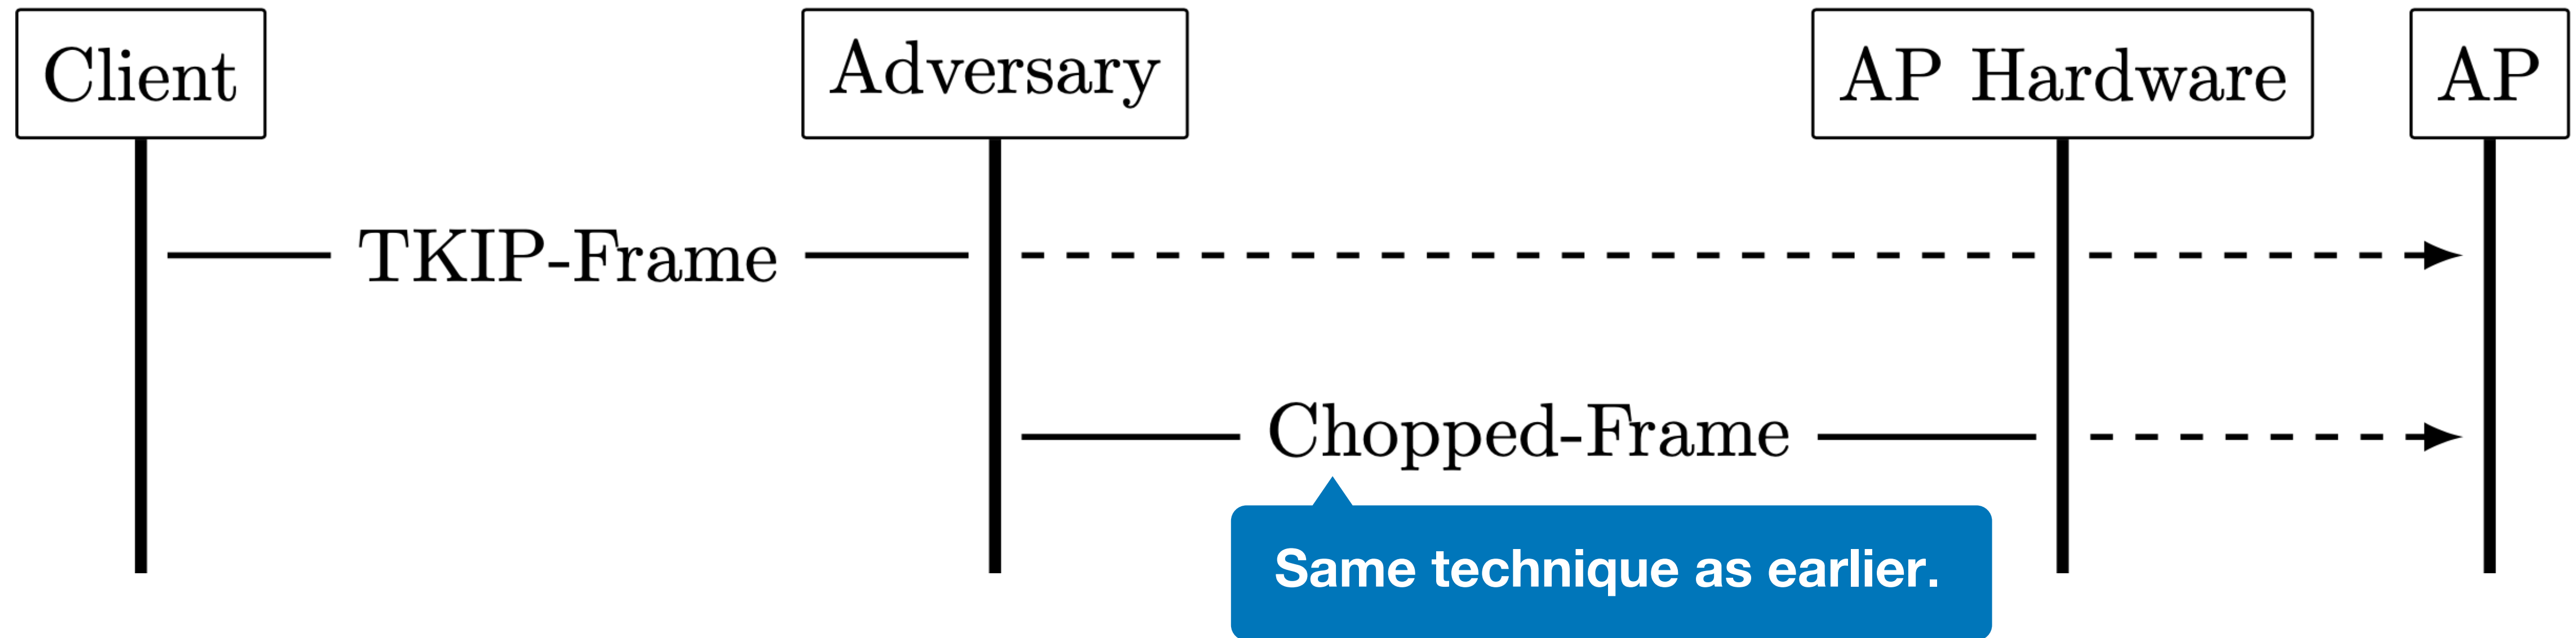 Client
Adversary
AP Hardware
AP
TKIP-Frame
Chopped-Frame
Same technique as earlier.